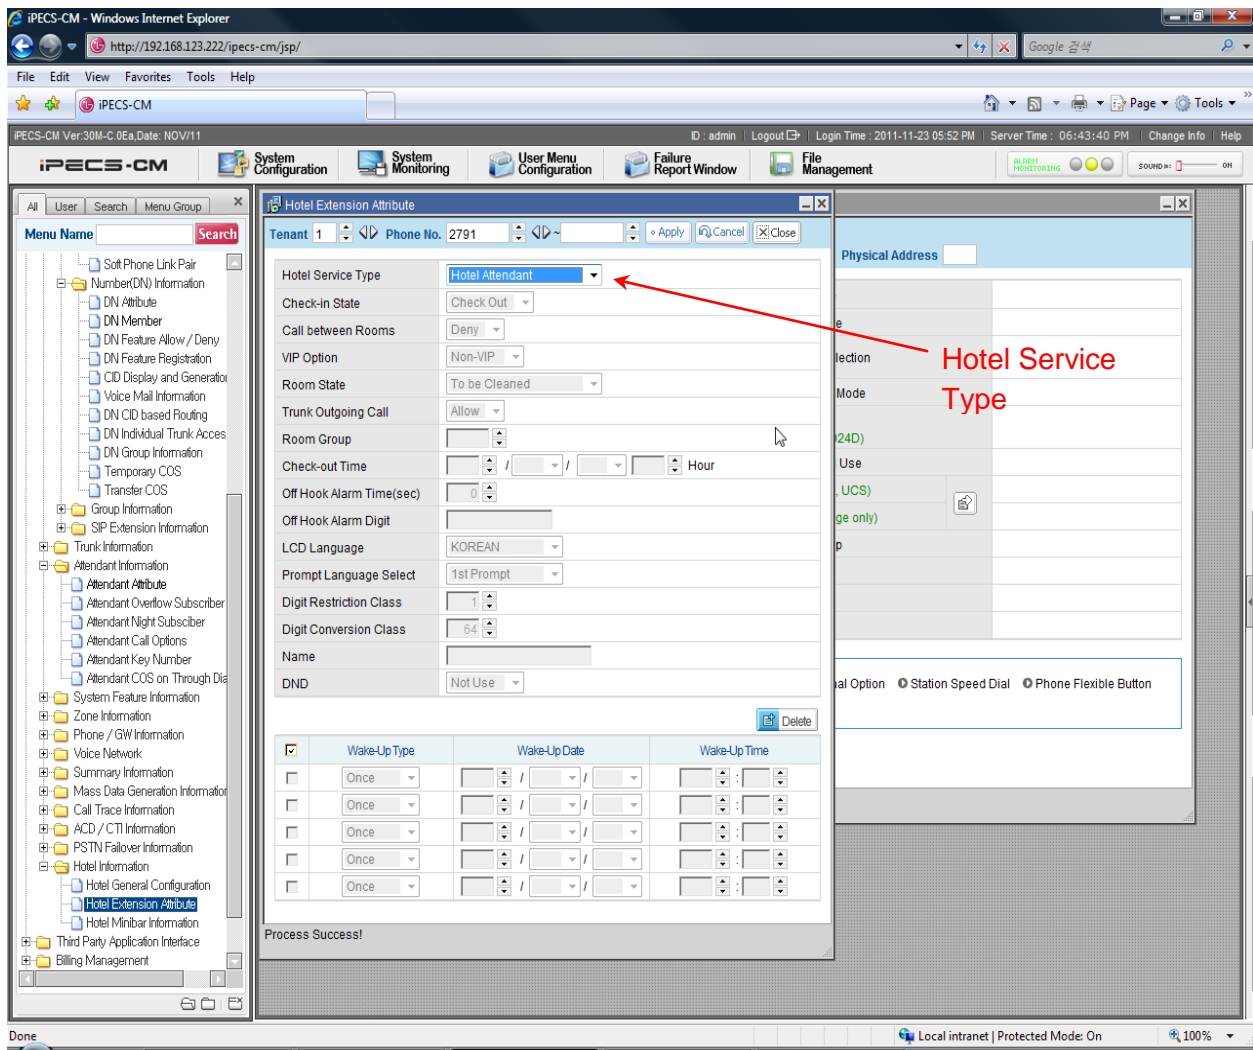 iPECS-CM - Windows Internet Explorer
http://192.168.123.222/ipecs-cm/jsp/
Google 검색
File Edit View Favorites Tools Help
iPECS-CM
Page Tools
iPECS-CM Ver:30M-C.0Ea,Date: NOV/11
ID : admin Logout Login Time : 2011-11-23 05:52 PM Server Time : 06:43:40 PM Change Info Help
iPECS-CM
System Configuration
System Monitoring
User Menu Configuration
Failure Report Window
File Management
ALARM MONITORING
SOUND ON
All User Search Menu Group
Menu Name Search
Soft Phone Link Pair
Number(DN) Information
DN Attribute
DN Member
DN Feature Allow / Deny
DN Feature Registration
CID Display and Generation
Voice Mail Information
DN CID based Routing
DN Individual Trunk Acces
DN Group Information
Temporary COS
Transfer COS
Group Information
SIP Extension Information
Trunk Information
Attendant Information
Attendant Attribute
Attendant Overflow Subscriber
Attendant Night Subsciber
Attendant Call Options
Attendant Key Number
Attendant COS on Through Dia
System Feature Information
Zone Information
Phone / GW Information
Voice Network
Summary Information
Mass Data Generation Information
Call Trace Information
ACD / CTI Information
PSTN Failover Information
Hotel Information
Hotel General Configuration
Hotel Extension Attribute
Hotel Minibar Information
Third Party Application Interface
Billing Management
Hotel Extension Attribute
Tenant 1 Phone No. 2791 ~ Apply Cancel Close
Hotel Service Type Hotel Attendant
Check-in State Check Out
Call between Rooms Deny
VIP Option Non-VIP
Room State To be Cleaned
Trunk Outgoing Call Allow
Room Group
Check-out Time / / Hour
Off Hook Alarm Time(sec) 0
Off Hook Alarm Digit
LCD Language KOREAN
Prompt Language Select 1st Prompt
Digit Restriction Class 1
Digit Conversion Class 64
Name
DND Not Use
Delete
Wake-Up Type Wake-Up Date Wake-Up Time
Once / / :
Once / / :
Once / / :
Once / / :
Once / / :
Process Success!
Physical Address
e
lection
Mode
024D)
Use
, UCS)
ge only)
p
nal Option Station Speed Dial Phone Flexible Button
Hotel Service
Type
Done
Local intranet | Protected Mode: On
100%